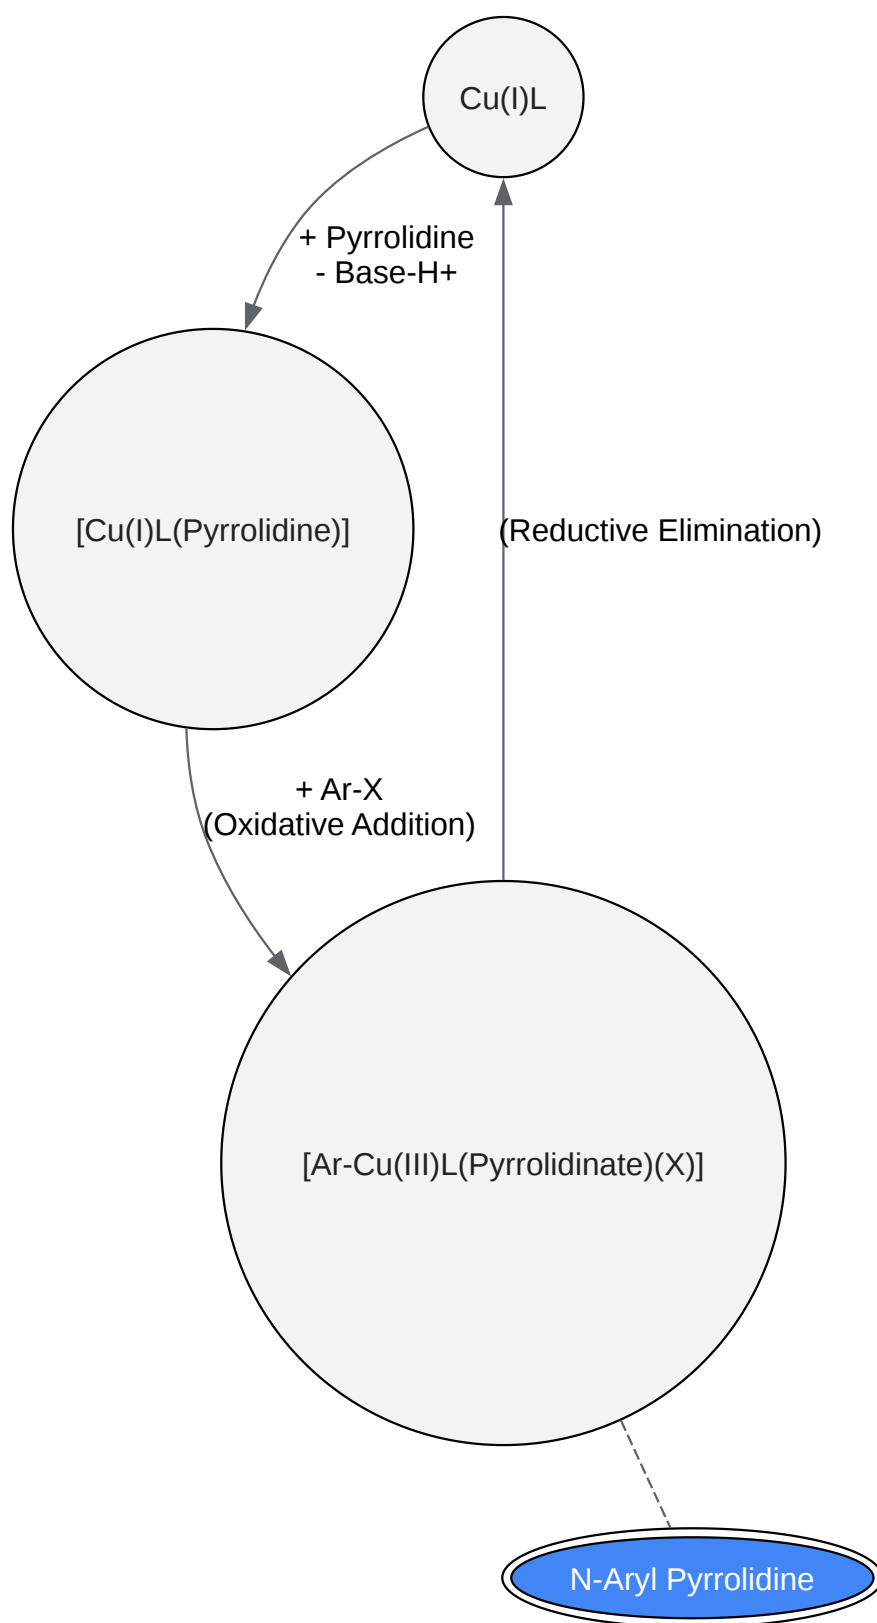 Cu(I)L
+ Pyrrolidine
- Base-H+
[Cu(I)L(Pyrrolidine)]
(Reductive Elimination)
+ Ar-X
(Oxidative Addition)
[Ar-Cu(III)L(Pyrrolidinate)(X)]
N-Aryl Pyrrolidine